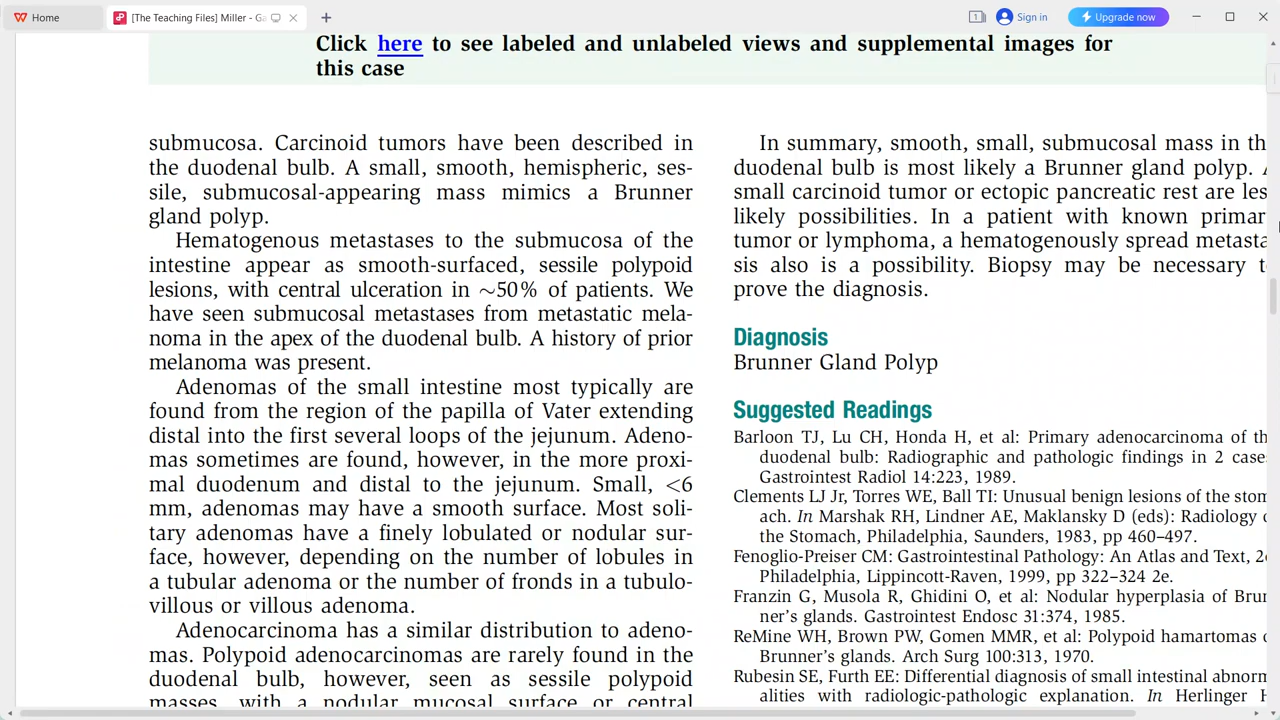 Home
[The Teaching Files] Miller - Ga
1
Sign in
Upgrade now
Click here to see labeled and unlabeled views and supplemental images for
this case
submucosa. Carcinoid tumors have been described in
the duodenal bulb. A small, smooth, hemispheric, ses-
sile, submucosal-appearing mass mimics a Brunner
gland polyp.
Hematogenous metastases to the submucosa of the
intestine appear as smooth-surfaced, sessile polypoid
lesions, with central ulceration in ~50% of patients. We
have seen submucosal metastases from metastatic mela-
noma in the apex of the duodenal bulb. A history of prior
melanoma was present.
Adenomas of the small intestine most typically are
found from the region of the papilla of Vater extending
distal into the first several loops of the jejunum. Adeno-
mas sometimes are found, however, in the more proxi-
mal duodenum and distal to the jejunum. Small, <6
mm, adenomas may have a smooth surface. Most soli-
tary adenomas have a finely lobulated or nodular sur-
face, however, depending on the number of lobules in
a tubular adenoma or the number of fronds in a tubulo-
villous or villous adenoma.
Adenocarcinoma has a similar distribution to adeno-
mas. Polypoid adenocarcinomas are rarely found in the
duodenal bulb, however, seen as sessile polypoid
masses, with a nodular mucosal surface or central
In summary, smooth, small, submucosal mass in th
duodenal bulb is most likely a Brunner gland polyp.
small carcinoid tumor or ectopic pancreatic rest are les
likely possibilities. In a patient with known primar
tumor or lymphoma, a hematogenously spread metasta
sis also is a possibility. Biopsy may be necessary t
prove the diagnosis.
Diagnosis
Brunner Gland Polyp
Suggested Readings
Barloon TJ, Lu CH, Honda H, et al: Primary adenocarcinoma of th
duodenal bulb: Radiographic and pathologic findings in 2 case
Gastrointest Radiol 14:223, 1989.
Clements LJ Jr, Torres WE, Ball TI: Unusual benign lesions of the stom
ach. In Marshak RH, Lindner AE, Maklansky D (eds): Radiology
the Stomach, Philadelphia, Saunders, 1983, pp 460–497.
Fenoglio-Preiser CM: Gastrointestinal Pathology: An Atlas and Text, 2
Philadelphia, Lippincott-Raven, 1999, pp 322–324 2e.
Franzin G, Musola R, Ghidini O, et al: Nodular hyperplasia of Brun
ner's glands. Gastrointest Endosc 31:374, 1985.
ReMine WH, Brown PW, Gomen MMR, et al: Polypoid hamartomas
Brunner's glands. Arch Surg 100:313, 1970.
Rubesin SE, Furth EE: Differential diagnosis of small intestinal abnorm
alities with radiologic-pathologic explanation. In Herlinger H